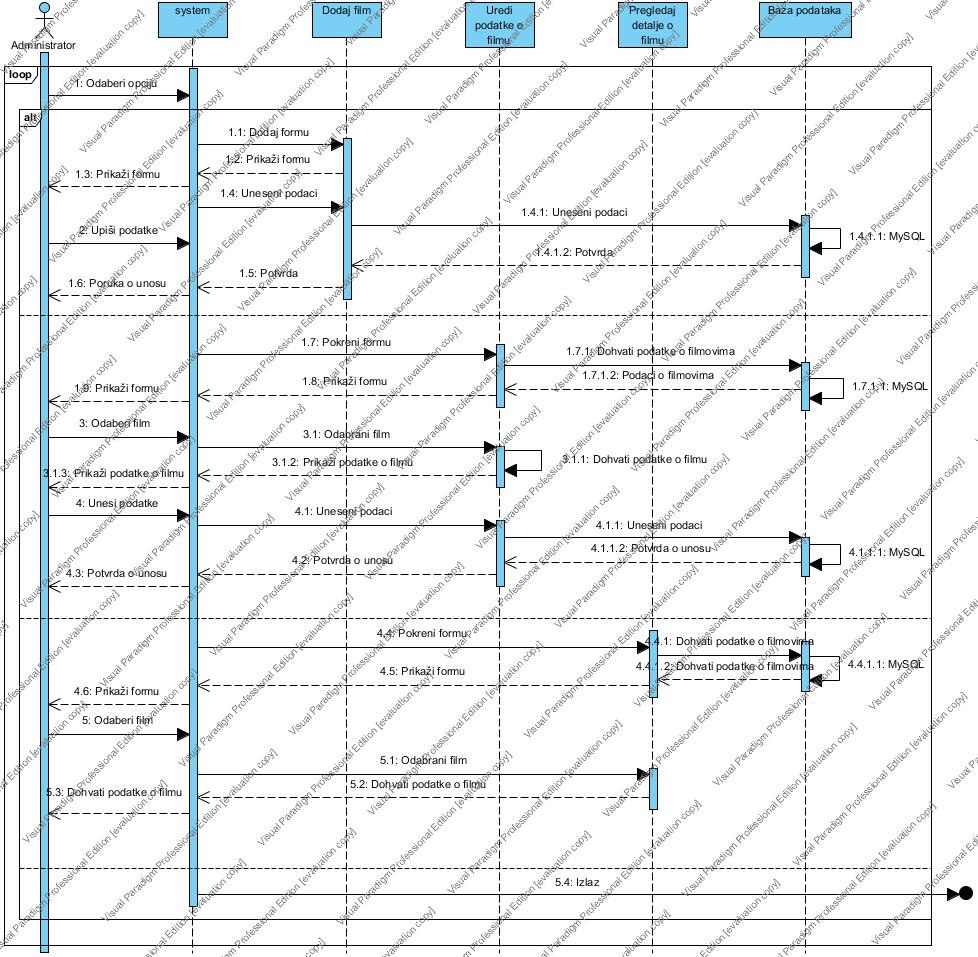 Administrator
system
Dodaj film
Uredi
podatke o
filmu
Pregledaj
detalje o
filmu
Baza podataka
loop
1: Odaberi opciju
alt
1.1: Dodaj formu
1.2: Prikaži formu
1.3: Prikaži formu
1.4: Uneseni podaci
1.4.1: Uneseni podaci
2: Upiši podatke
1.4.1.1: MySQL
1.4.1.2: Potvrda
1.5: Potvrda
1.6: Poruka o unosu
1.7: Pokreni formu
1.7.1: Dohvati podatke o filmovima
1.7.1.2: Podaci o filmovima
1.7.1.1: MySQL
1.8: Prikaži formu
1.9: Prikaži formu
3: Odaberi film
3.1: Odabrani film
3.1.1: Dohvati podatke o filmu
3.1.2: Prikaži podatke o filmu
3.1.3: Prikaži podatke o filmu
4: Unesi podatke
4.1: Uneseni podaci
4.1.1: Uneseni podaci
4.1.1.2: Potvrda o unosu
4.1.1.1: MySQL
4.2: Potvrda o unosu
4.3: Potvrda o unosu
4.4: Pokreni formu
4.4.1: Dohvati podatke o filmovima
4.4.1.2: Dohvati podatke o filmovima
4.4.1.1: MySQL
4.5: Prikaži formu
4.6: Prikaži formu
5: Odaberi film
5.1: Odabrani film
5.2: Dohvati podatke o filmu
5.3: Dohvati podatke o filmu
5.4: Izlaz
Visual Paradigm Professional Edition [evaluation copy]